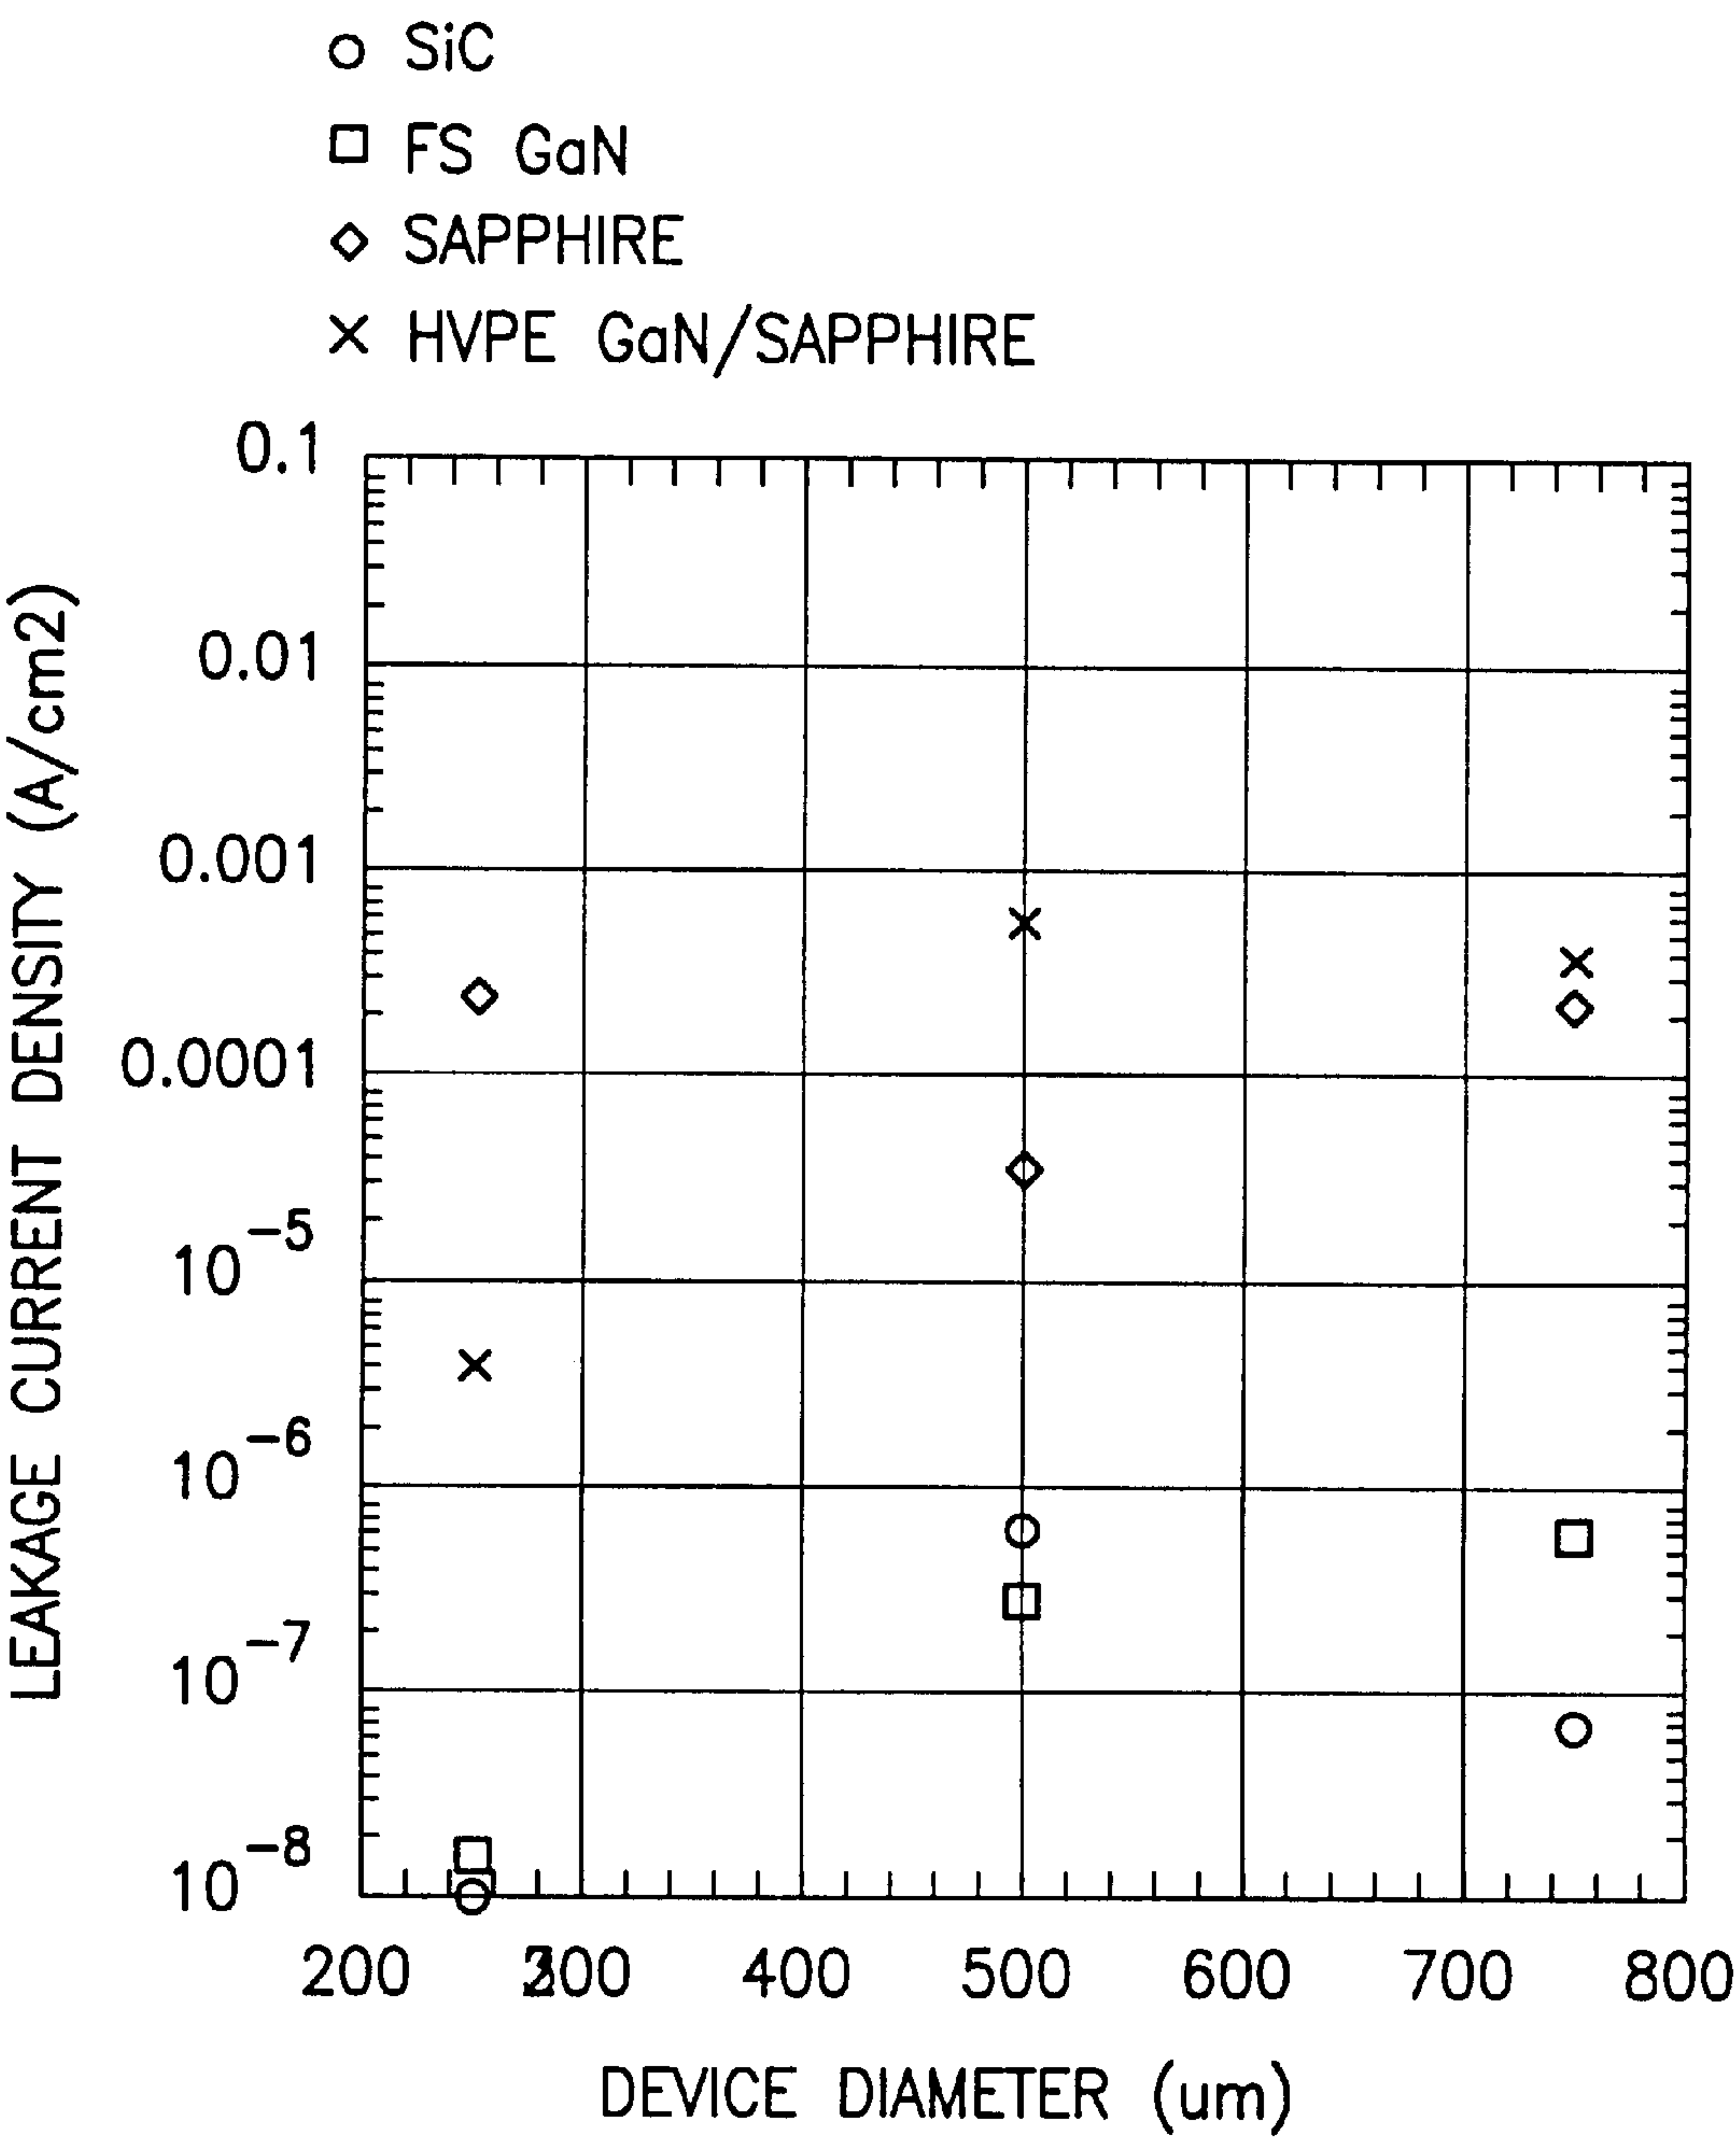 SiC
FS GaN
SAPPHIRE
HVPE GaN/SAPPHIRE
LEAKAGE CURRENT DENSITY (A/cm2)
0.1
0.01
0.001
0.0001
10-5
10-6
10-7
10-8
200 300 400 500 600 700 800
DEVICE DIAMETER (um)